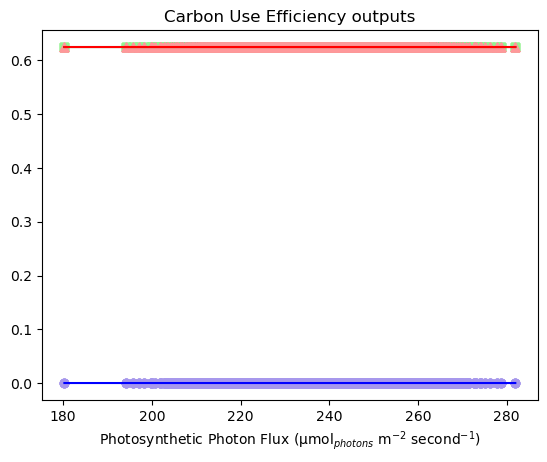 Carbon Use Efficiency outputs
0.6
0.5
0.4
0.3
0.2
0.1
0.0
180 200 220 240 260 280
Photosynthetic Photon Flux (μmol$_{photons}$ m$^{-2}$ second$^{-1}$)